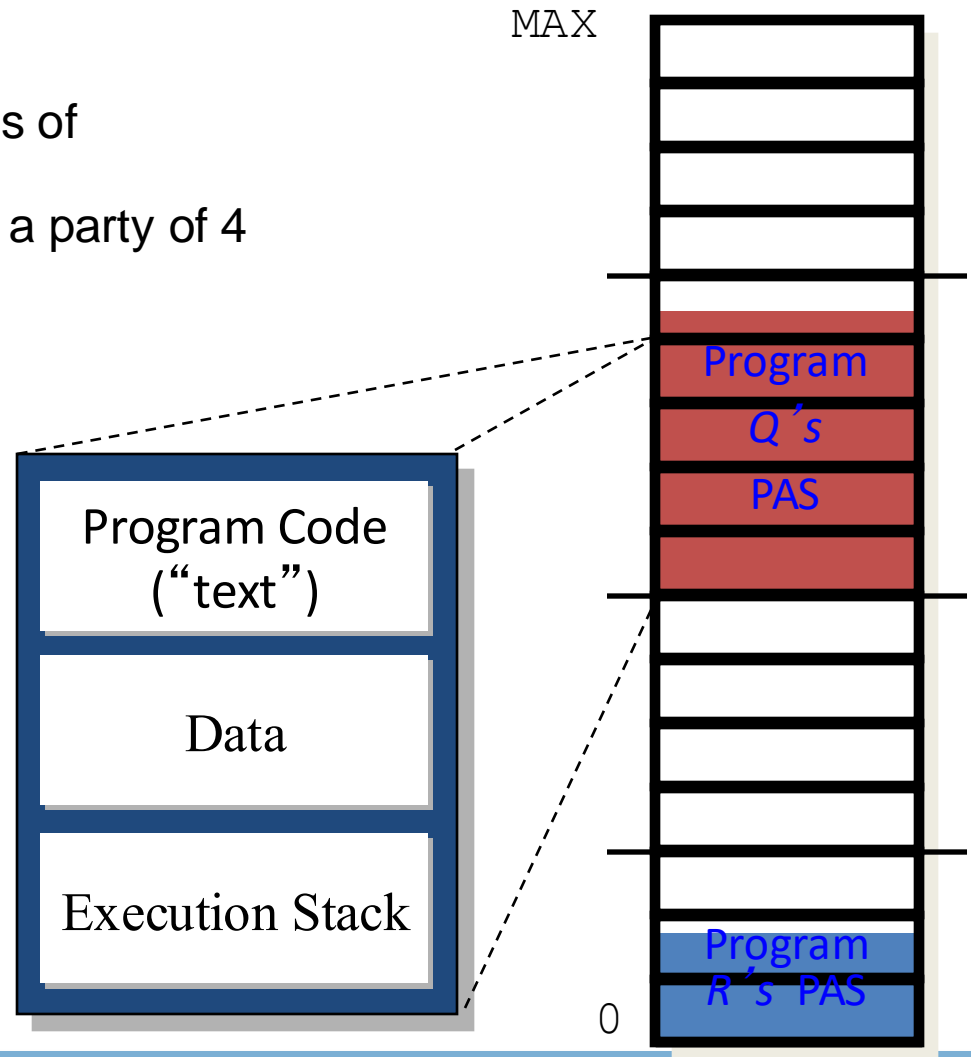 MAX
s of
a party of 4
Program
Q´s
PAS
Program Code
(“text”)
Data
Execution Stack
Program
R´s PAS
0